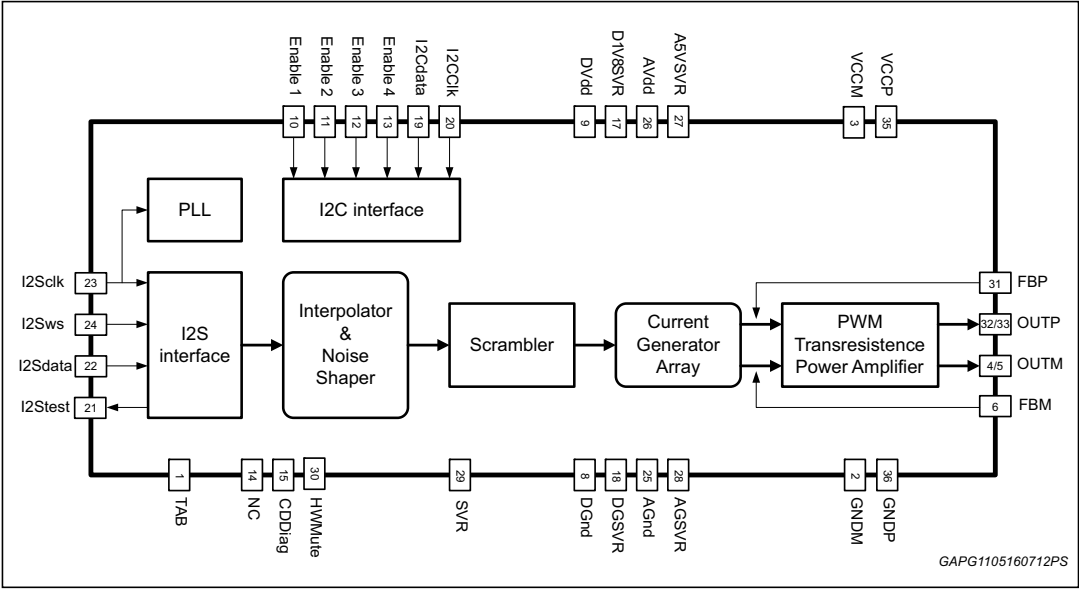 Enable 1
Enable 2
Enable 3
Enable 4
I2Cdata
I2CClk
DVdd
D1V8SVR
AVdd
A5VSVR
VCCM
VCCP
10
11
12
13
19
20
9
17
26
27
3
35
PLL
I2C interface
I2Sclk
23
I2Sws
24
I2Sdata
22
I2Stest
21
I2S
interface
Interpolator
&
Noise
Shaper
Scrambler
Current
Generator
Array
PWM
Transresistence
Power Amplifier
31
FBP
32/33
OUTP
4/5
OUTM
6
FBM
1
14
15
30
29
8
18
25
28
2
36
TAB
NC
CDDiag
HWMute
SVR
DGnd
DGSVR
AGnd
AGSVR
GNDM
GNDP
GAPG1105160712PS